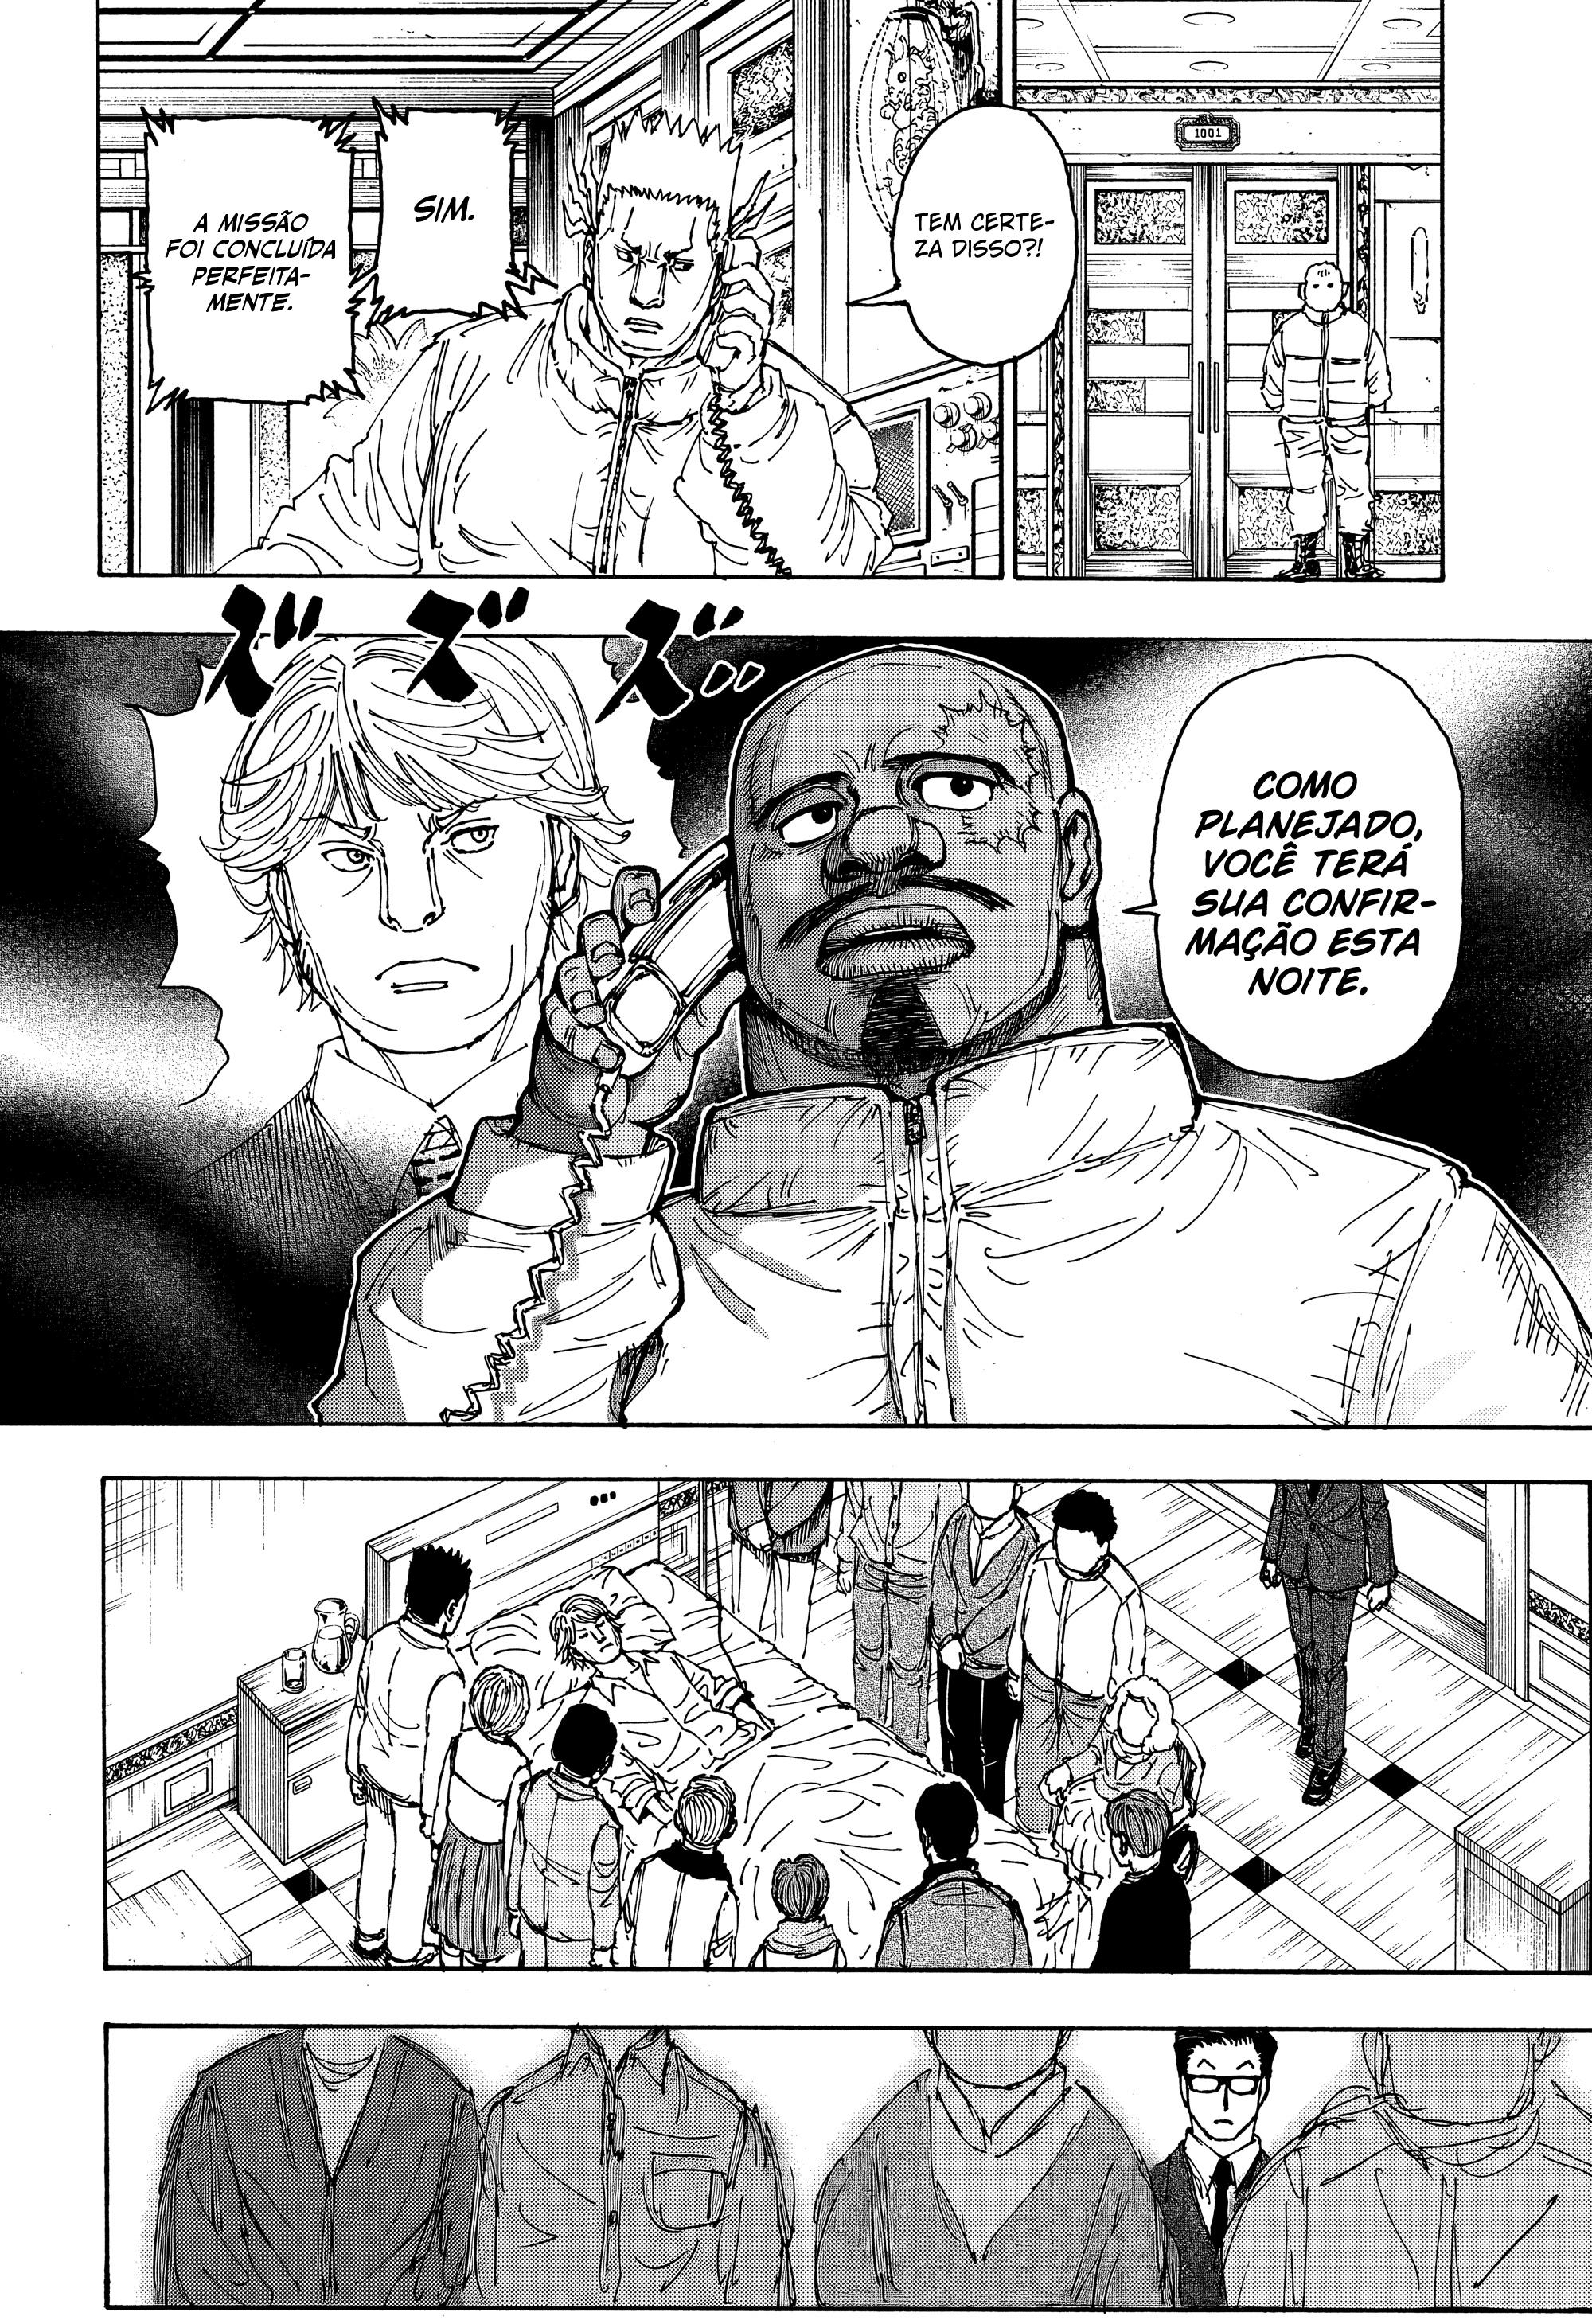 1001
TEM CERTE-
ZA DISSO?!
SIM.
A MISSÃO
FOI CONCLUÍDA
PERFEITA-
MENTE.
ズズズ‥
COMO
PLANEJADO,
VOCÊ TERÁ
SUA CONFIR-
MAÇÃO ESTA
NOITE.